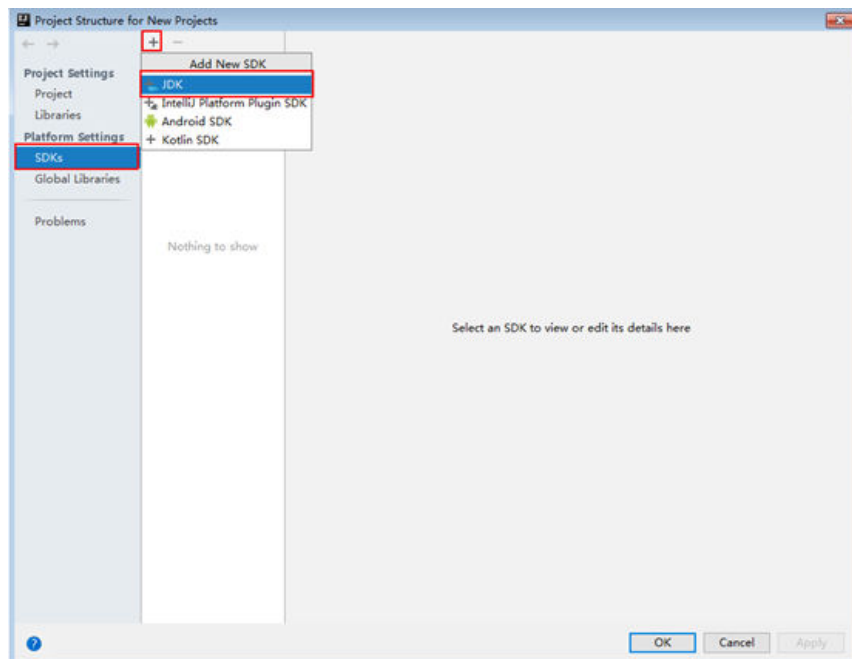 Project Structure for New Projects
Add New SDK
Project Settings
JDK
Project
IntelliJ Platform Plugin SDK
Libraries
Android SDK
Platform Settings
Kotlin SDK
SDKs
Global Libraries
Problems
Nothing to show
Select an SDK to view or edit its details here
OK
Cancel
Apply